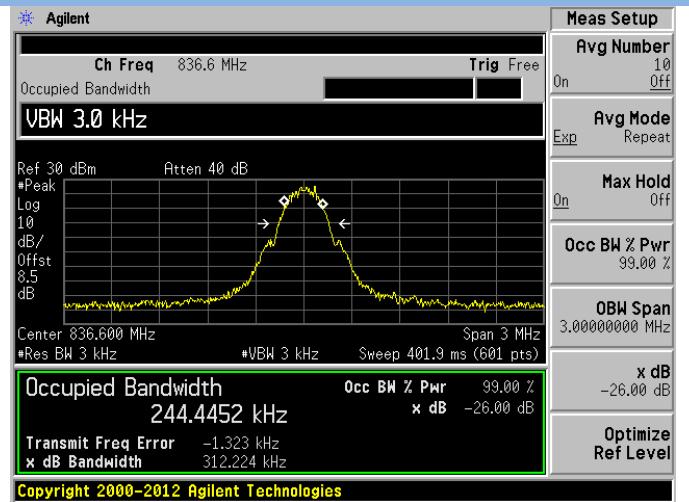 Agilent
Ch Freq 836.6 MHz Trig Free
Occupied Bandwidth
VBW 3.0 kHz
Ref 30 dBm Atten 40 dB
#Peak
Log
10
dB/
Offst
8.5
dB
Center 836.600 MHz Span 3 MHz
#Res BW 3 kHz #VBW 3 kHz Sweep 401.9 ms (601 pts)
Occupied Bandwidth Occ BW % Pwr 99.00 %
244.4452 kHz x dB -26.00 dB
Transmit Freq Error -1.323 kHz
x dB Bandwidth 312.224 kHz
Copyright 2000-2012 Agilent Technologies
Meas Setup
Avg Number
10
On Off
Avg Mode
Exp Repeat
Max Hold
On Off
Occ BW % Pwr
99.00 %
OBW Span
3.00000000 MHz
x dB
-26.00 dB
Optimize
Ref Level